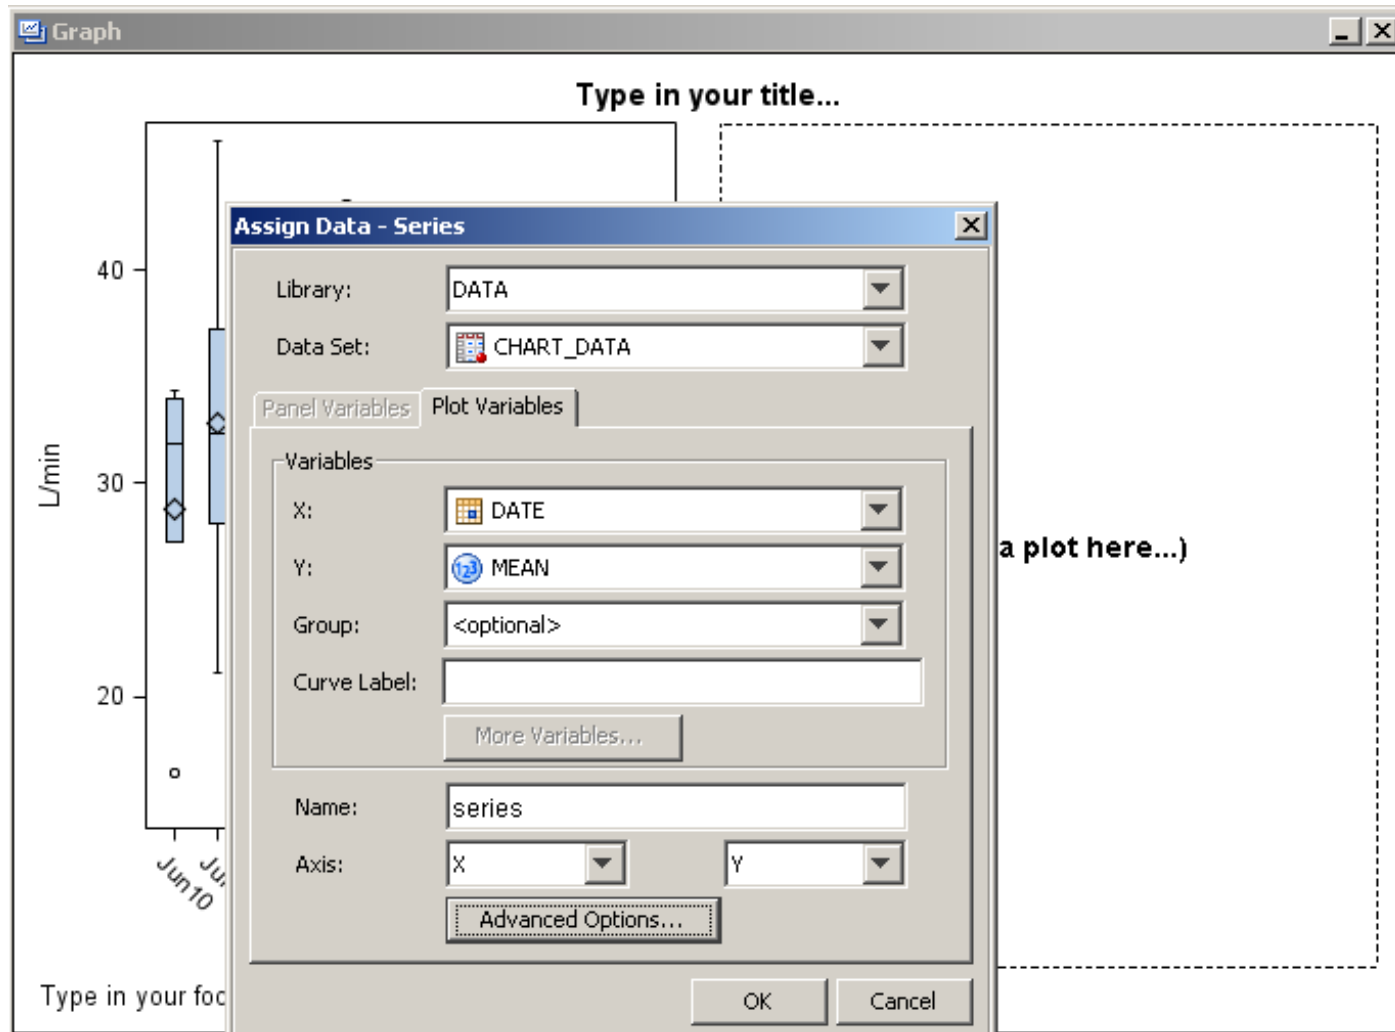 Graph
Type in your title...
Assign Data - Series
Library: DATA
Data Set: CHART_DATA
Panel Variables Plot Variables
Variables
X: DATE
Y: MEAN
Group: <optional>
Curve Label:
More Variables...
Name: series
Axis: X Y
Advanced Options...
OK Cancel
40
30
20
L/min
Jun10
a plot here...)
Type in your